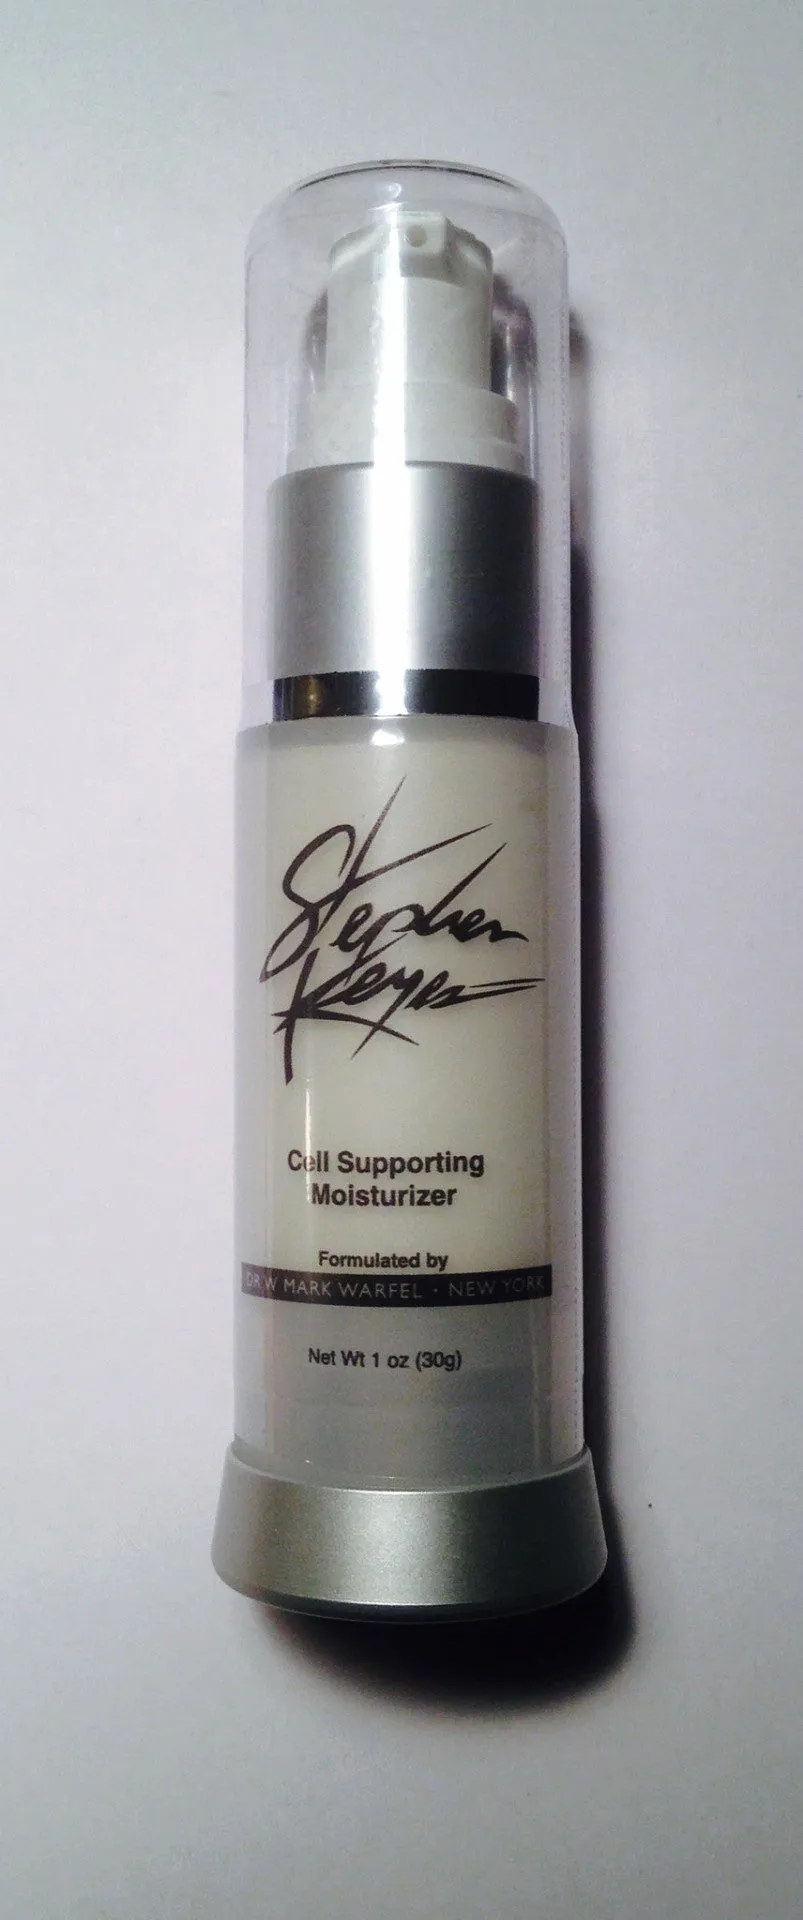 Stephen
Keyes
Cell Supporting
Moisturizer
Formulated by
DR W MARK WARFEL • NEW YORK
Net Wt 1 oz (30g)